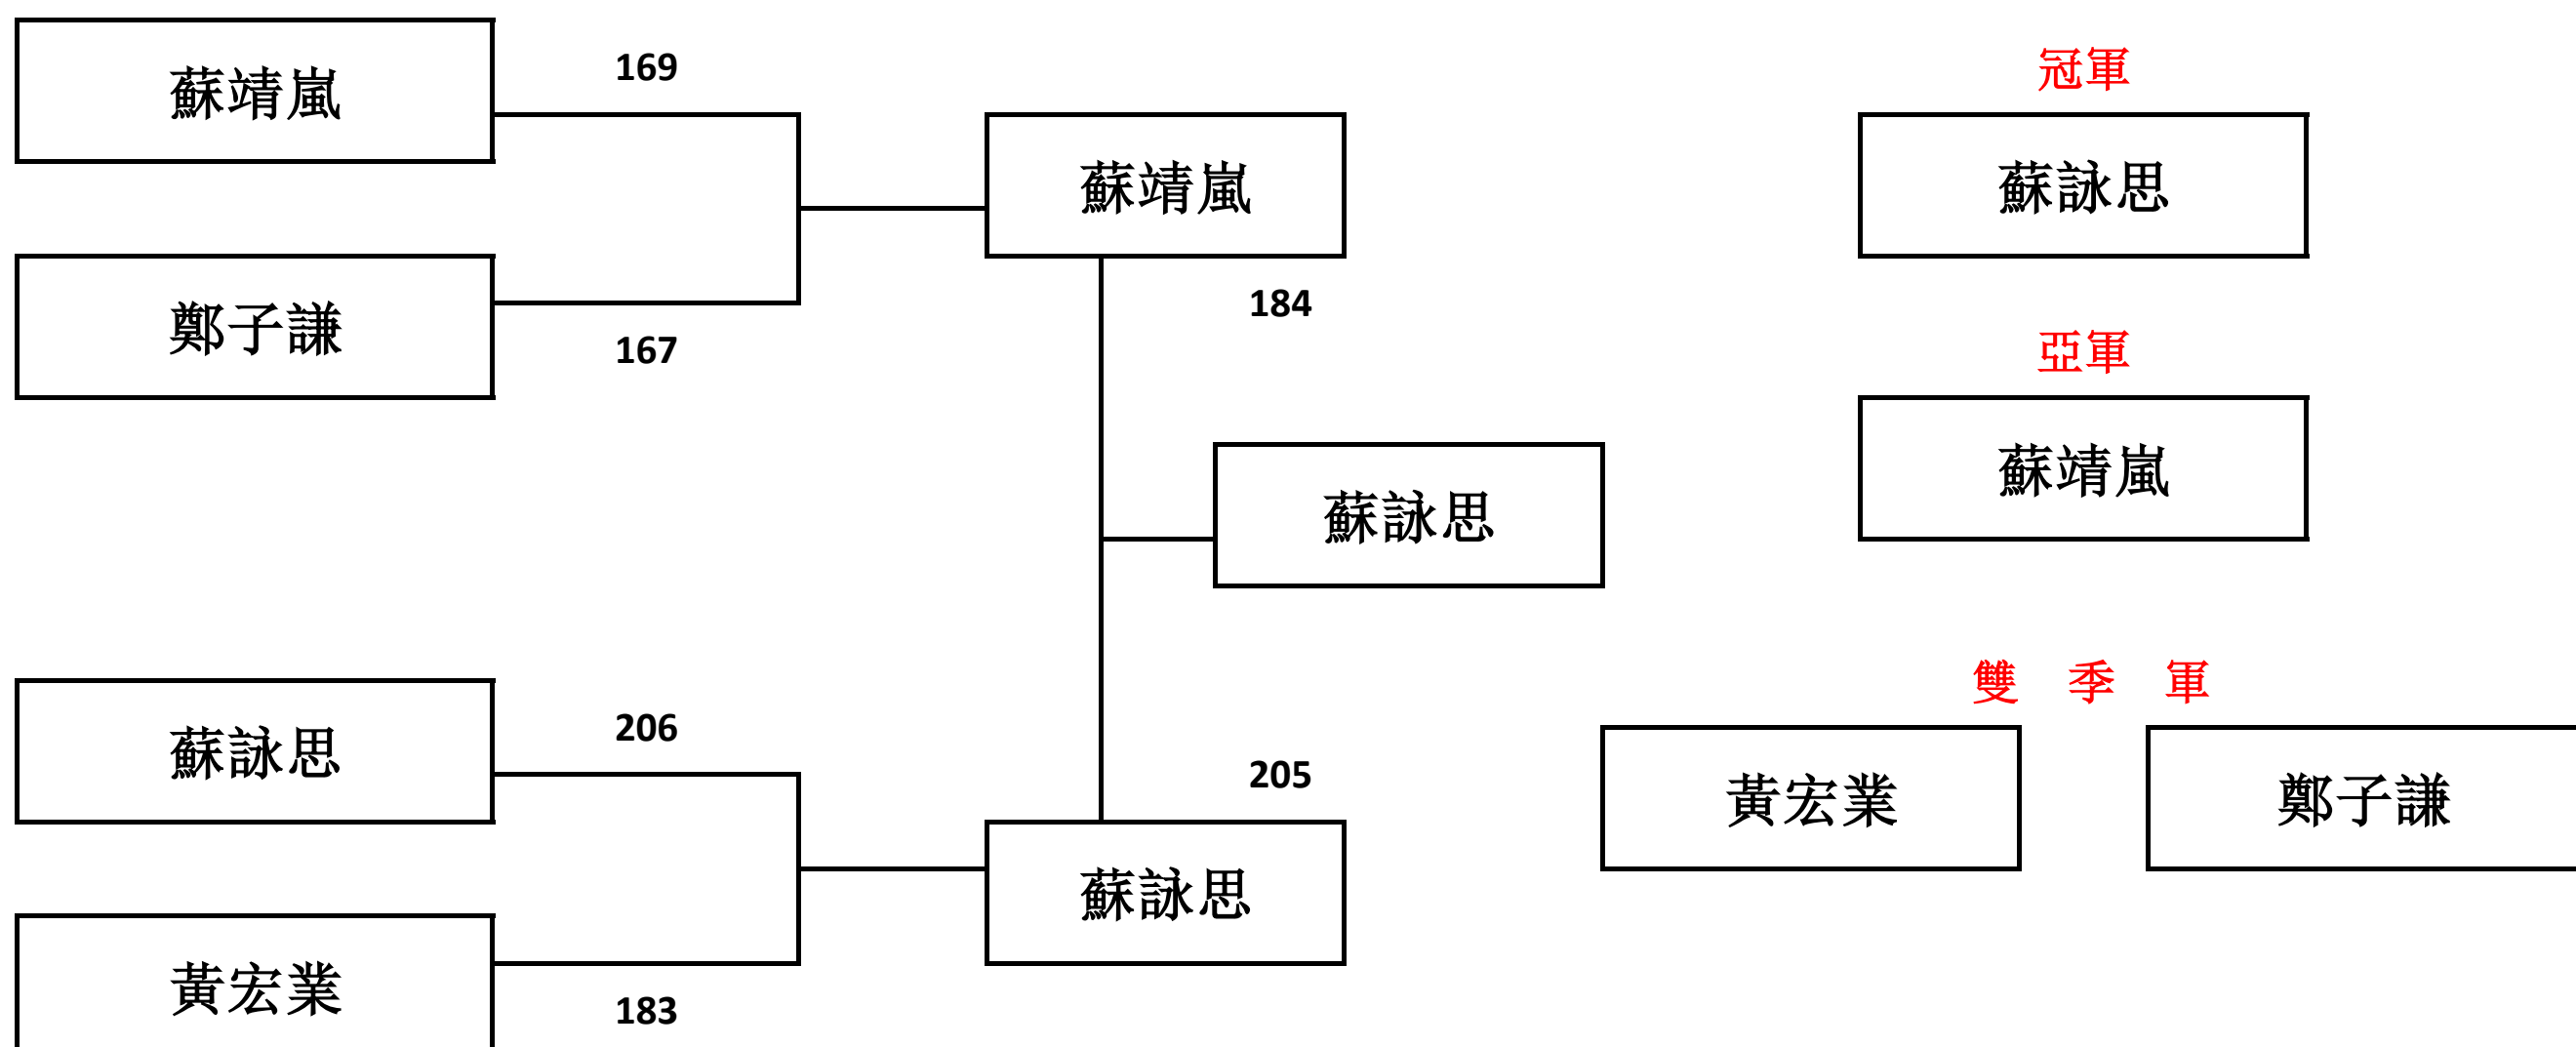 蘇靖嵐
169
鄭子謙
167
蘇靖嵐
184
蘇詠思
蘇詠思
206
黃宏業
183
205
蘇詠思
冠軍
蘇詠思
亞軍
蘇靖嵐
雙 季 軍
黃宏業 鄭子謙